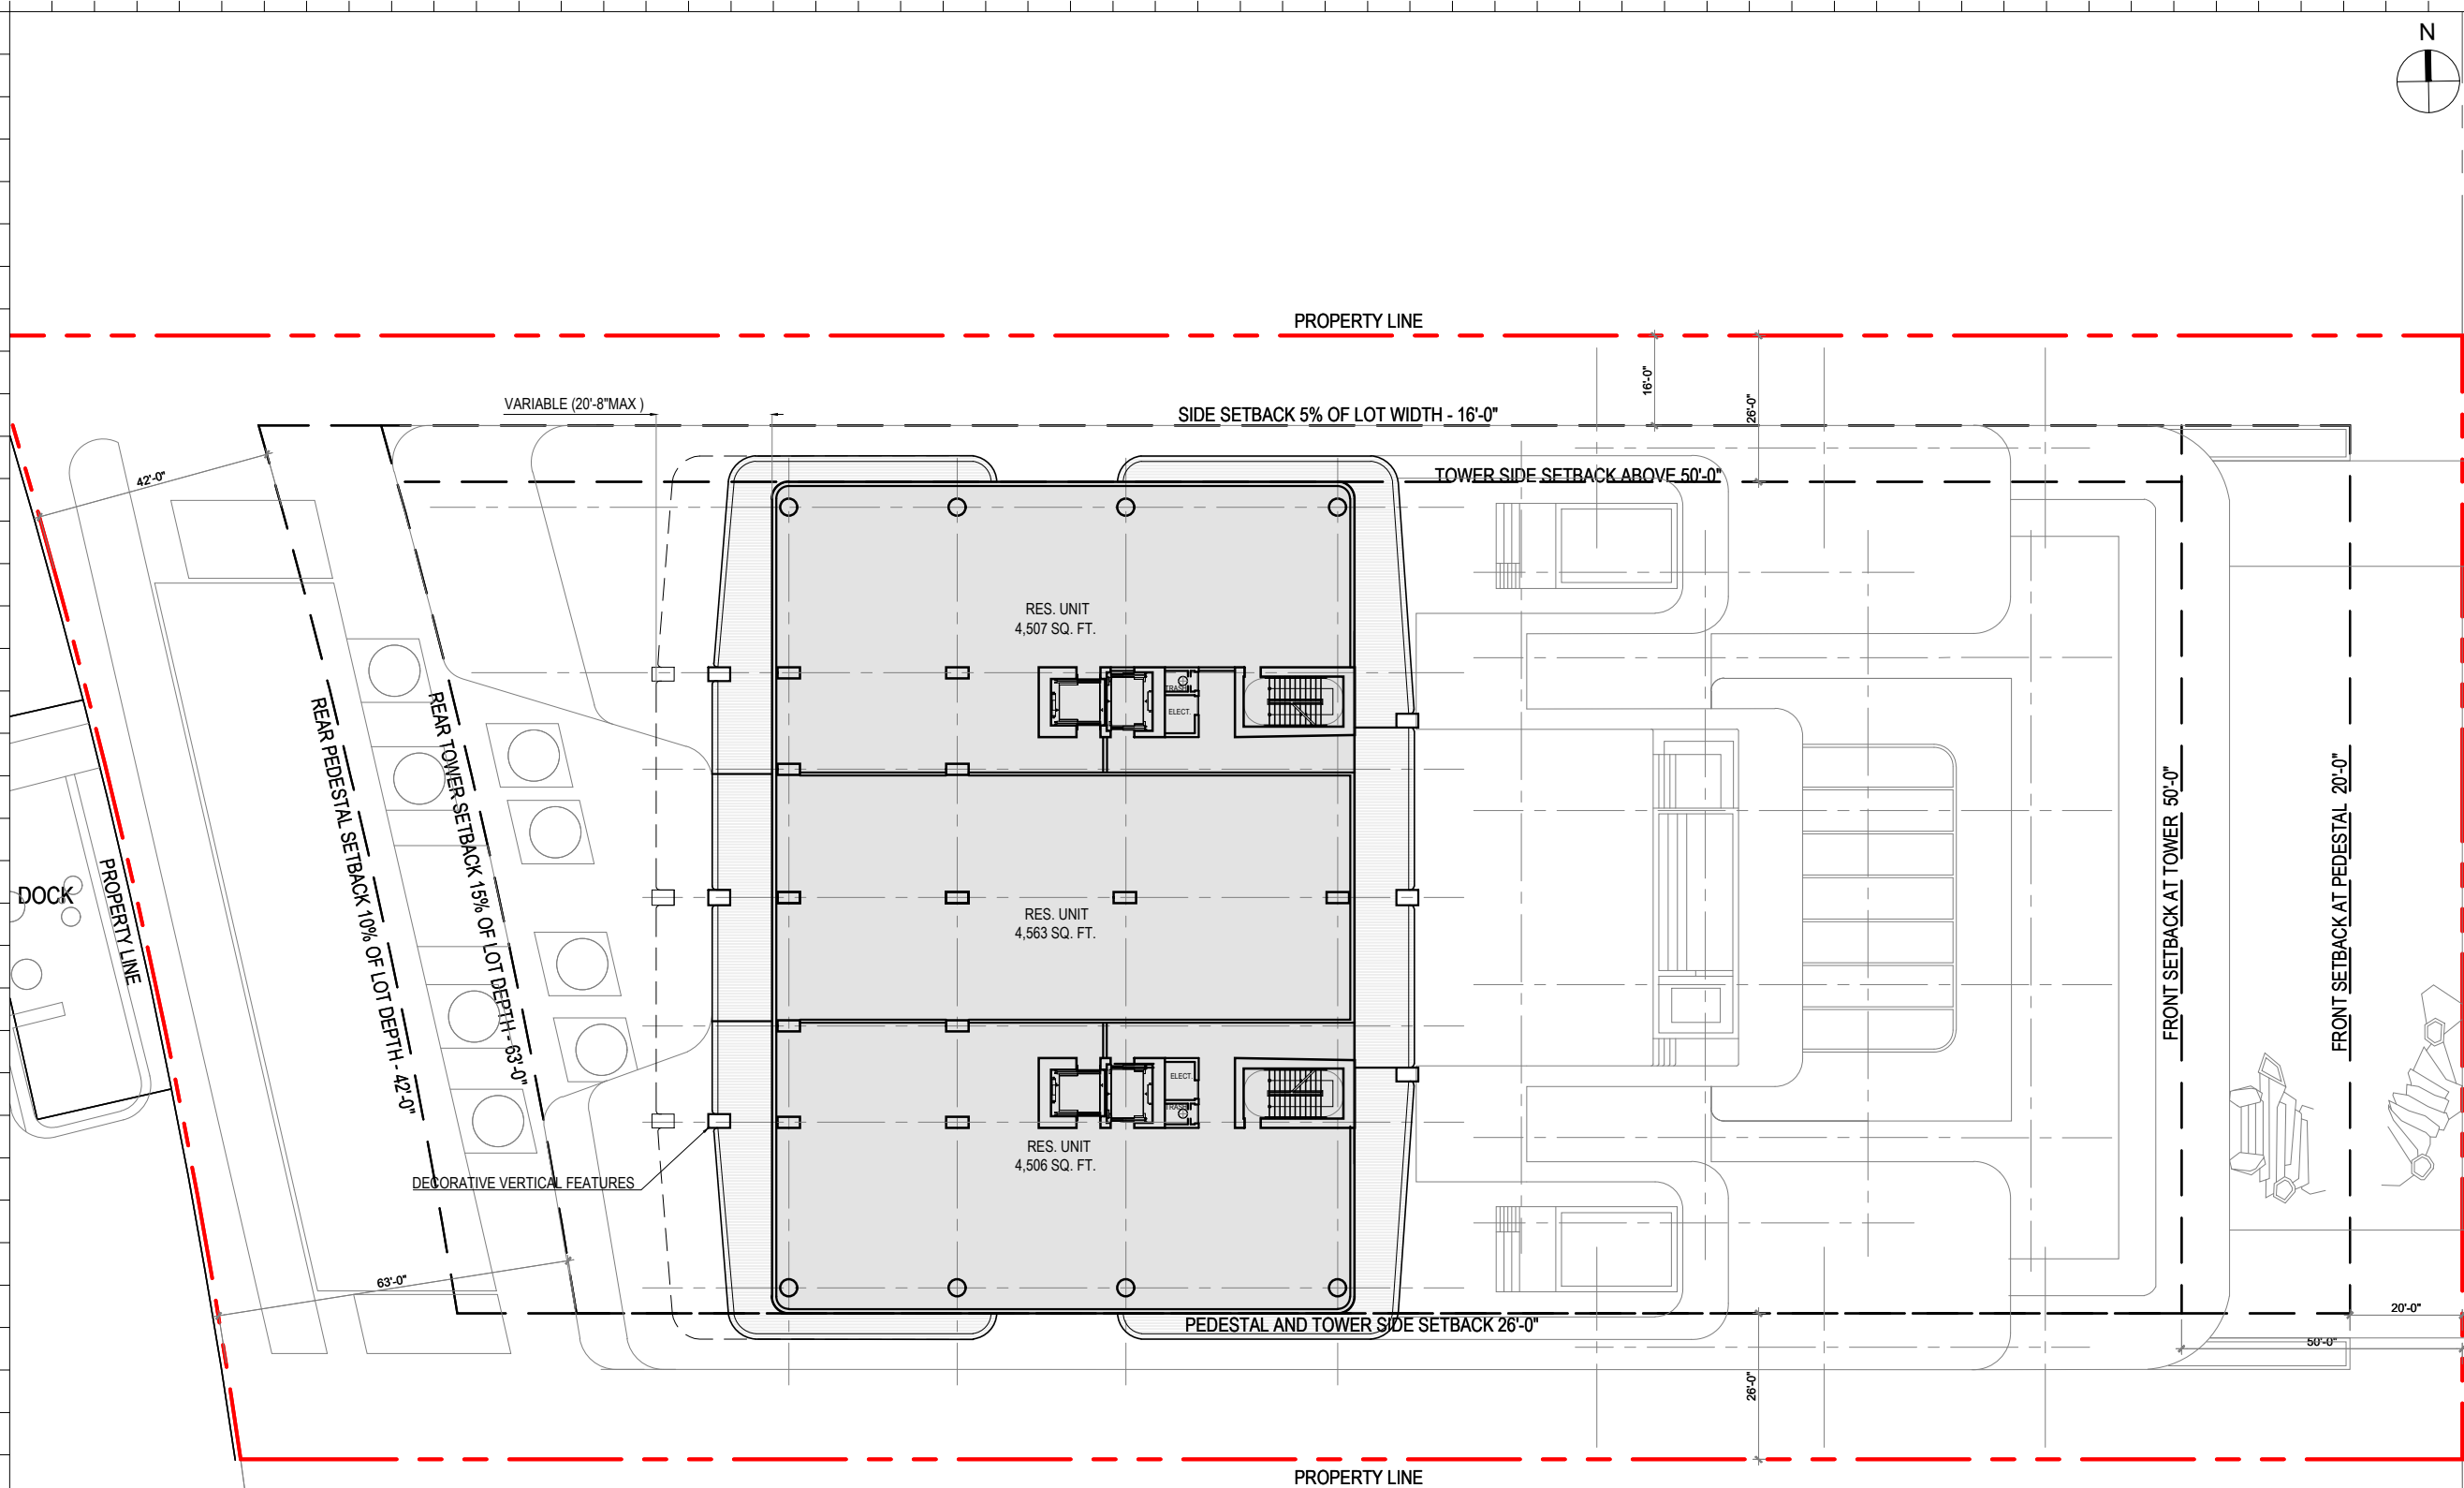 N
PROPERTY LINE
16'-0"
26'-0"
VARIABLE (20'-8"MAX )
SIDE SETBACK 5% OF LOT WIDTH - 16'-0"
42'-0"
TOWER SIDE SETBACK ABOVE 50'-0"
RES. UNIT
4,507 SQ. FT.
TRASH
ELECT.
REAR PEDESTAL SETBACK 10% OF LOT DEPTH - 42'-0"
REAR TOWER SETBACK 15% OF LOT DEPTH - 63'-0"
FRONT SETBACK AT TOWER 50'-0"
FRONT SETBACK AT PEDESTAL 20'-0"
DOCK
PROPERTY LINE
RES. UNIT
4,563 SQ. FT.
ELECT.
TRASH
RES. UNIT
4,506 SQ. FT.
DECORATIVE VERTICAL FEATURES
63'-0"
PEDESTAL AND TOWER SIDE SETBACK 26'-0"
20'-0"
50'-0"
26'-0"
PROPERTY LINE